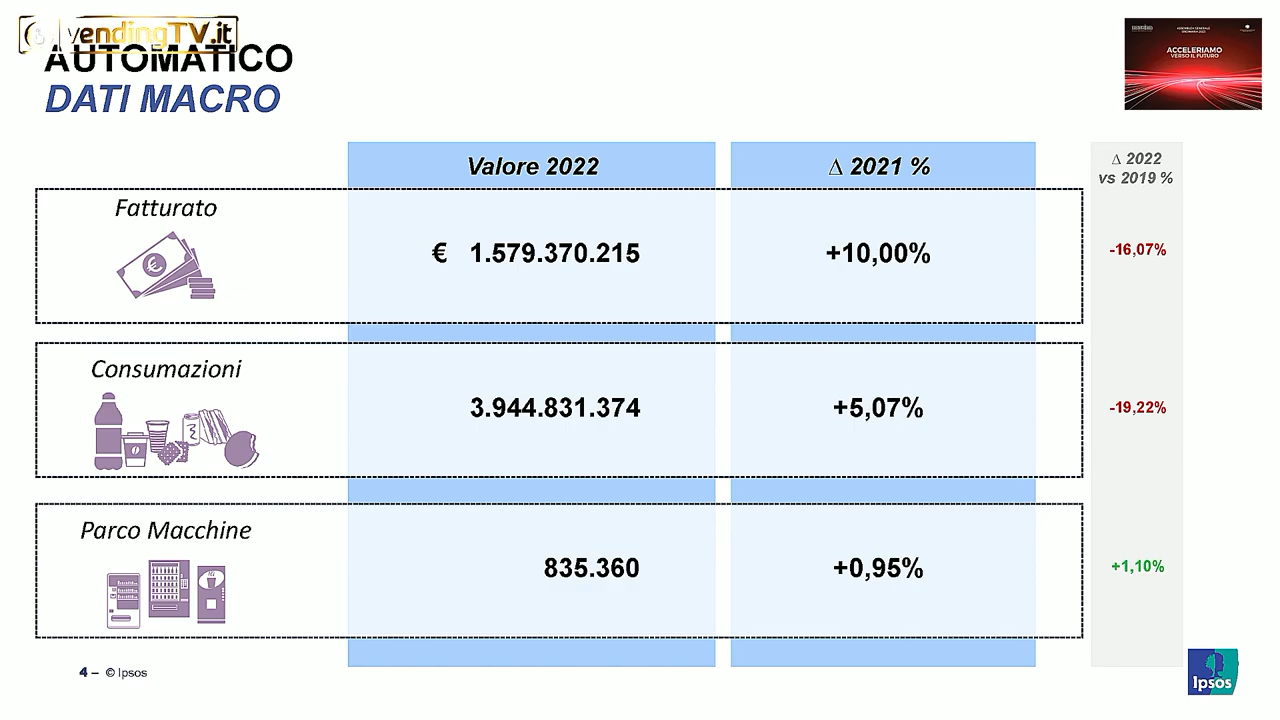 vendingTV.it
AUTOMATICO
DATI MACRO
ACCELERIAMO
VERSO IL FUTURO
Valore 2022
∆ 2021 %
∆ 2022
vs 2019 %
Fatturato
€ 1.579.370.215
+10,00%
-16,07%
Consumazioni
3.944.831.374
+5,07%
-19,22%
Parco Macchine
835.360
+0,95%
+1,10%
4 – © Ipsos
Ipsos